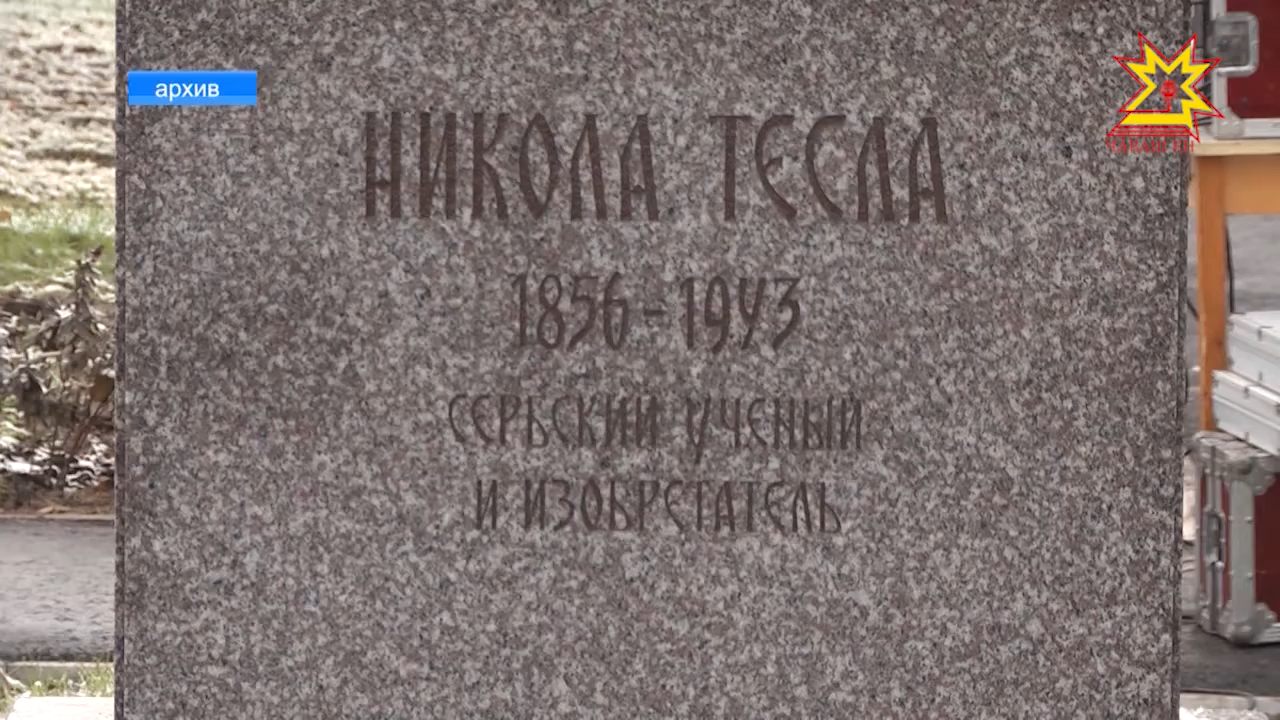 архив
НИКОЛА ТЕСЛА
1856-1943
СЕРБСКИЙ УЧЕНЫЙ
И ИЗОБРЕТАТЕЛЬ